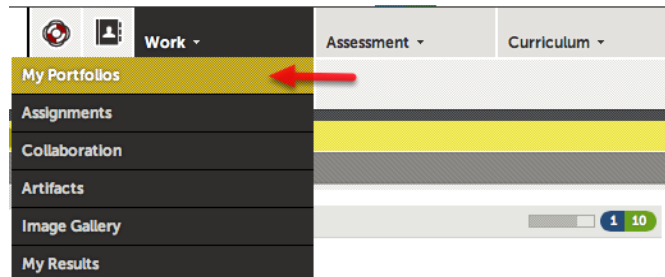 Work Assessment Curriculum
My Portfolios
Assignments
Collaboration
Artifacts
Image Gallery
1 10
My Results